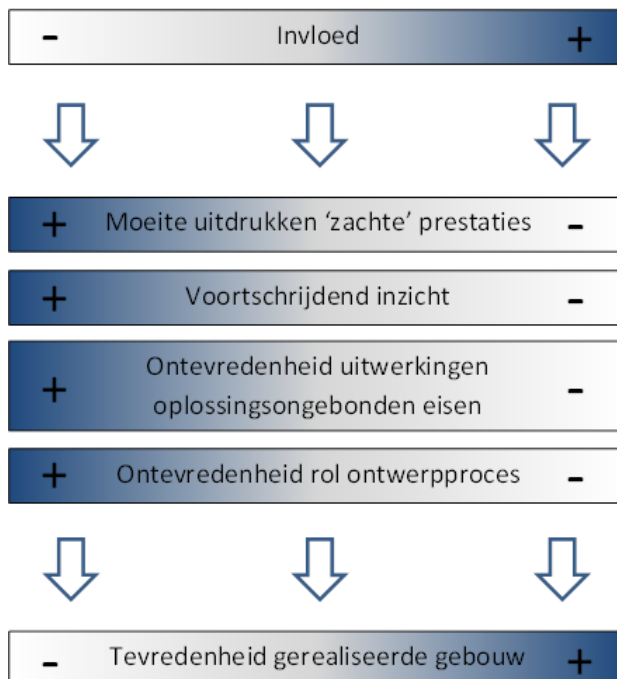 - Invloed +
+ Moeite uitdrukken ‘zachte’ prestaties -
+ Voortschrijdend inzicht -
+ Ontevredenheid uitwerkingen
oplossingsongebonden eisen -
+ Ontevredenheid rol ontwerpproces -
- Tevredenheid gerealiseerde gebouw +